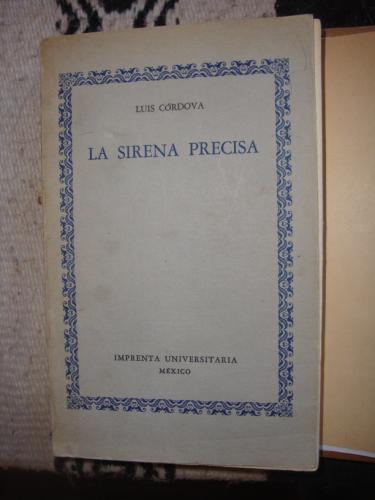 LUIS CÓRDOVA
LA SIRENA PRECISA
IMPRENTA UNIVERSITARIA
MÉXICO